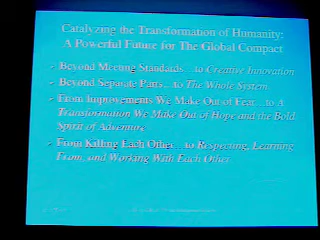 Catalyzing the Transformation of Humanity:
A Powerful Future for The Global Compact
Beyond Meeting Standards…to Creative Innovation
Beyond Separate Parts…to The Whole System
From Improvements We Make Out of Fear…to A
Transformation We Make Out of Hope and the Bold
Spirit of Adventure
From Killing Each Other…to Respecting, Learning
From, and Working With Each Other